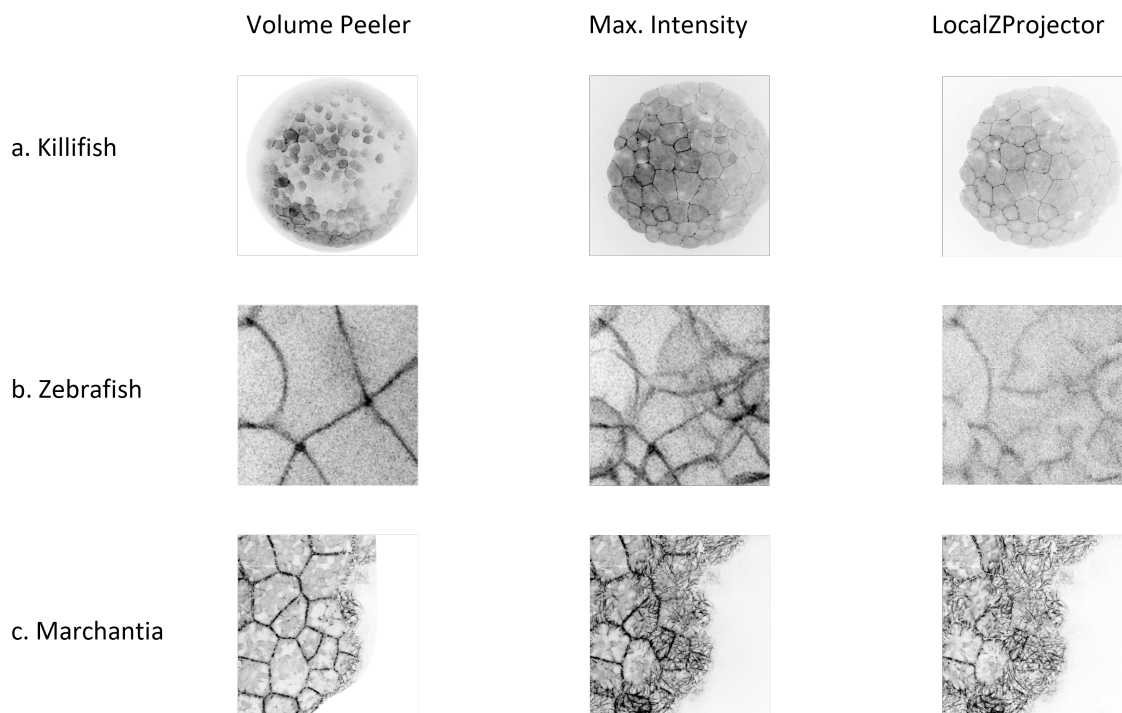 Volume Peeler
Max. Intensity
LocalZProjector
a. Killifish
b. Zebrafish
c. Marchantia